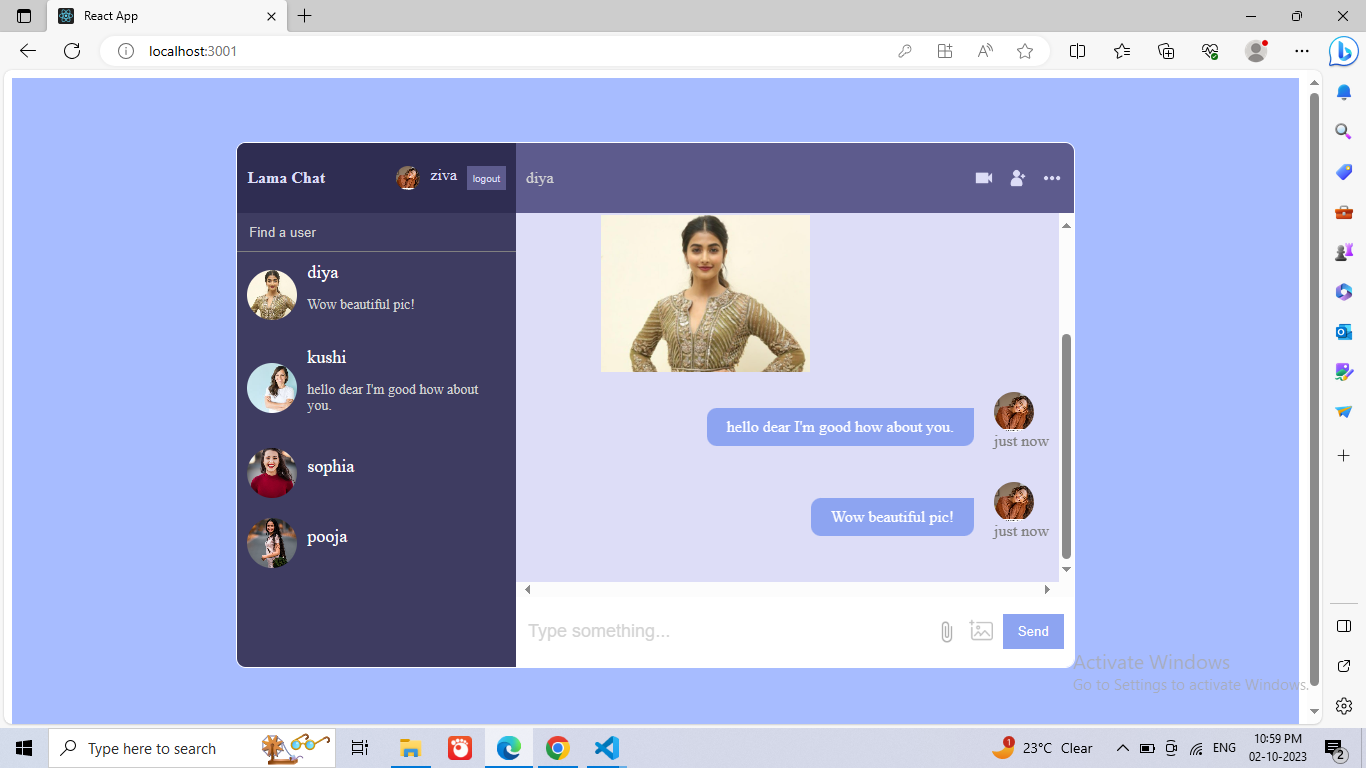 React App
localhost:3001
Lama Chat
ziva
logout
diya
Find a user
diya
Wow beautiful pic!
kushi
hello dear I'm good how about
you.
sophia
pooja
hello dear I'm good how about you.
just now
Wow beautiful pic!
just now
Type something...
Send
Activate Windows
Go to Settings to activate Windows.
Type here to search
1
23°C Clear
ENG
10:59 PM
02-10-2023
2